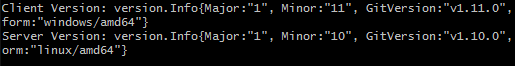 Client Version: version.Info{Major:"1", Minor:"11", GitVersion:"v1.11.0",
form:"windows/amd64"}
Server Version: version.Info{Major:"1", Minor:"10", GitVersion:"v1.10.0",
orm:"linux/amd64"}